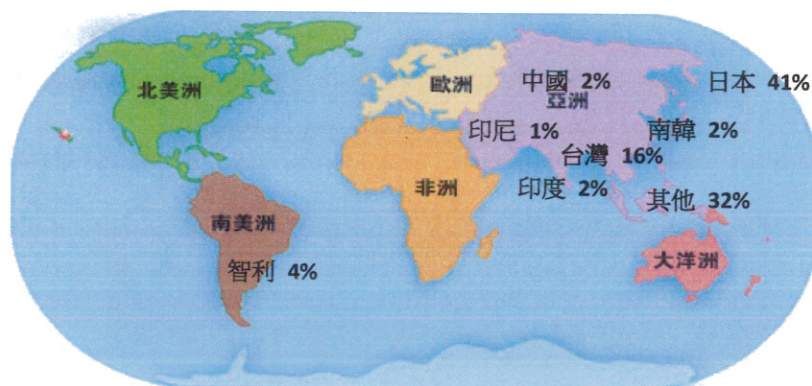 北美洲
歐洲
中國 2%
日本 41%
亞洲
印尼 1%
南韓 2%
台灣 16%
非洲
印度 2%
其他 32%
南美洲
大洋洲
智利 4%